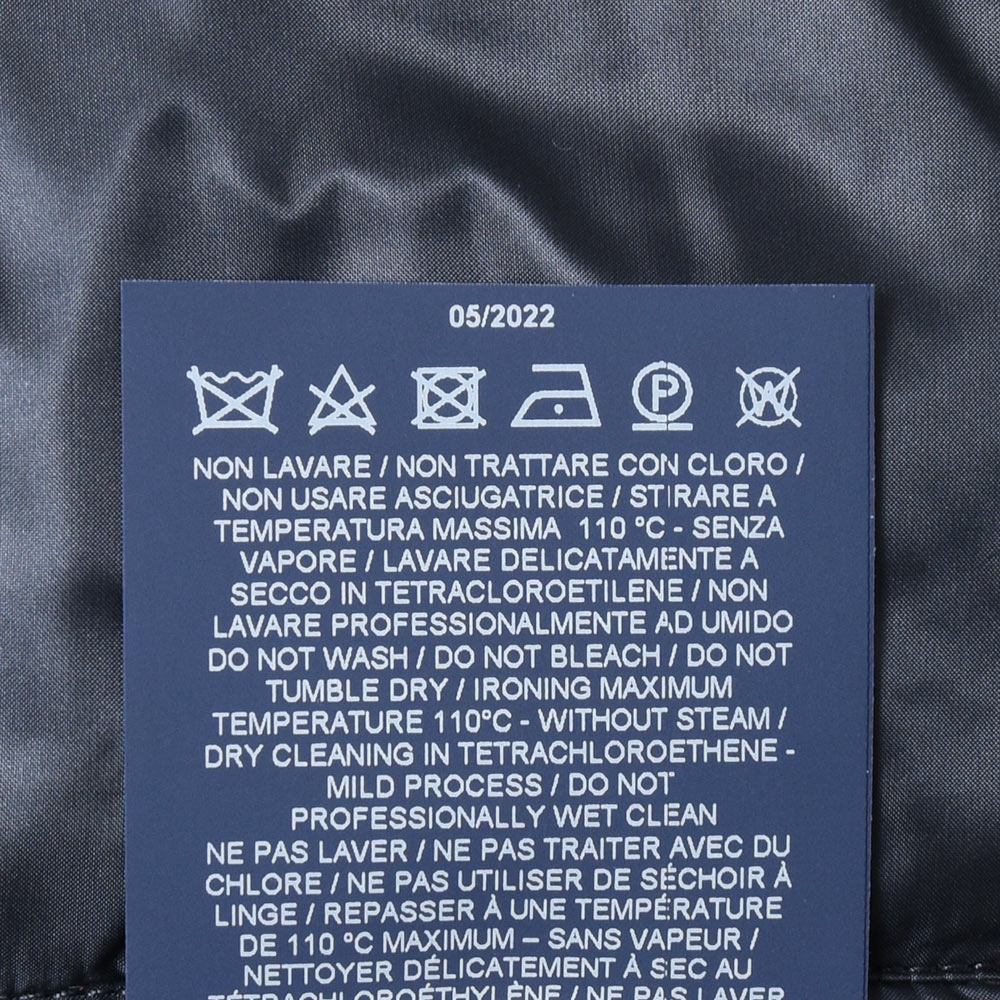 05/2022
P
W
NON LAVARE / NON TRATTARE CON CLORO /
NON USARE ASCIUGATRICE / STIRARE A
TEMPERATURA MASSIMA 110 °C - SENZA
VAPORE / LAVARE DELICATAMENTE A
SECCO IN TETRACLOROETILENE / NON
LAVARE PROFESSIONALMENTE AD UMIDO
DO NOT WASH / DO NOT BLEACH / DO NOT
TUMBLE DRY / IRONING MAXIMUM
TEMPERATURE 110°C - WITHOUT STEAM /
DRY CLEANING IN TETRACHLOROETHENE -
MILD PROCESS / DO NOT
PROFESSIONALLY WET CLEAN
NE PAS LAVER / NE PAS TRAITER AVEC DU
CHLORE / NE PAS UTILISER DE SÉCHOIR À
LINGE / REPASSER À UNE TEMPÉRATURE
DE 110 °C MAXIMUM – SANS VAPEUR /
NETTOYER DÉLICATEMENT À SEC AU
TÉTRACHLOROÉTHYLÈNE / NE PAS LAVER